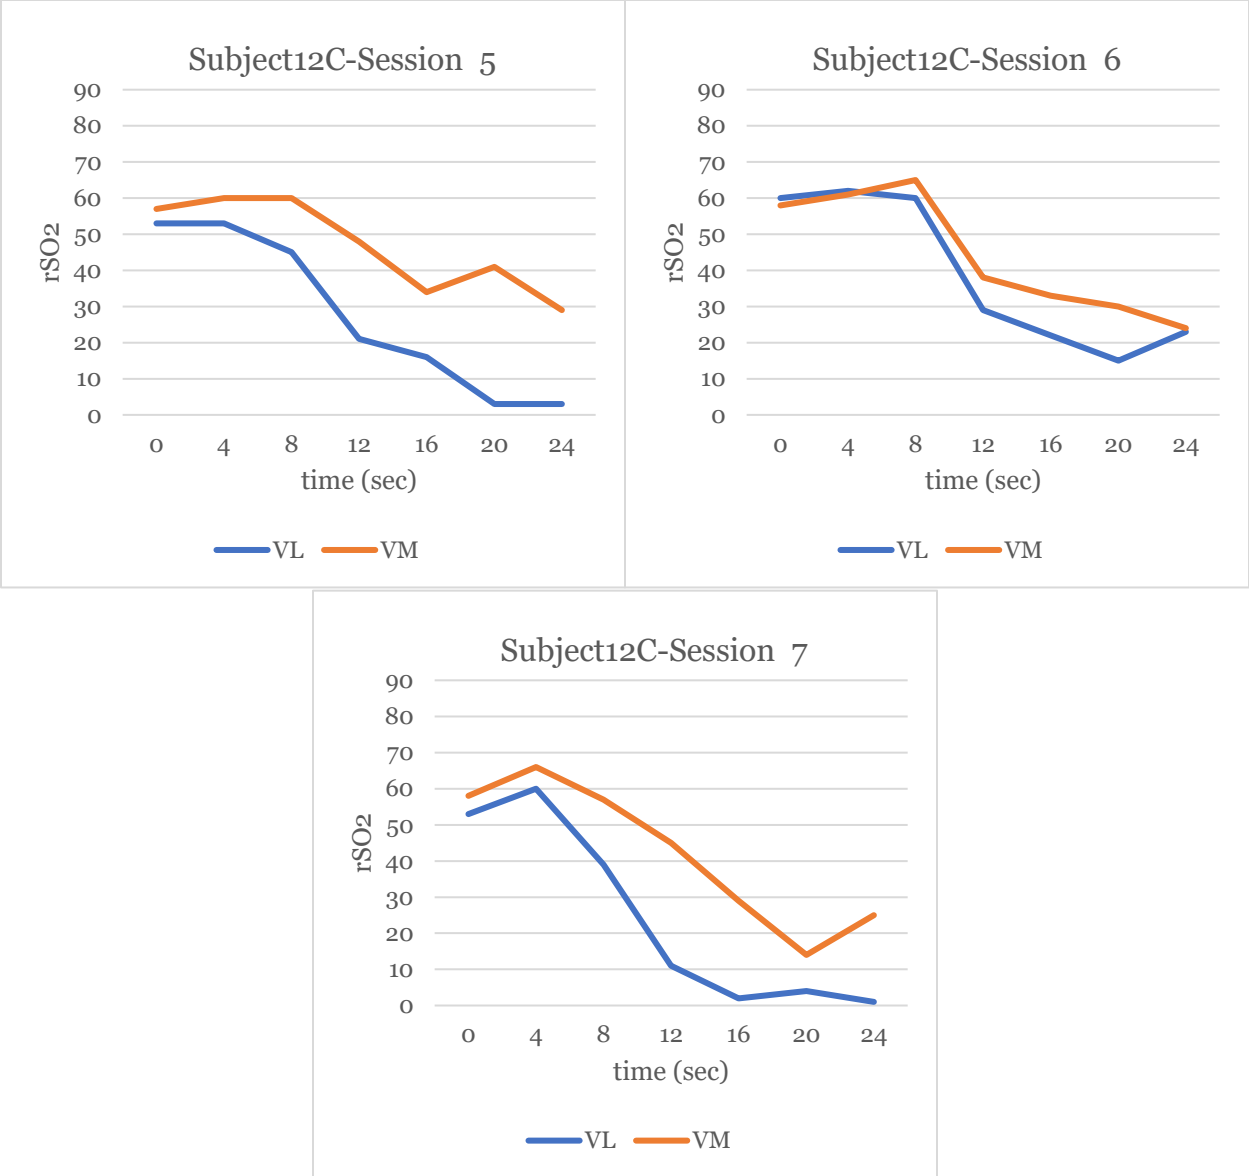 Subject12C-Session 5
90
80
70
60
50
40
30
20
10
0
rSO2
0 4 8 12 16 20 24
time (sec)
VL VM
Subject12C-Session 6
90
80
70
60
50
40
30
20
10
0
rSO2
0 4 8 12 16 20 24
time (sec)
VL VM
Subject12C-Session 7
90
80
70
60
50
40
30
20
10
0
rSO2
0 4 8 12 16 20 24
time (sec)
VL VM